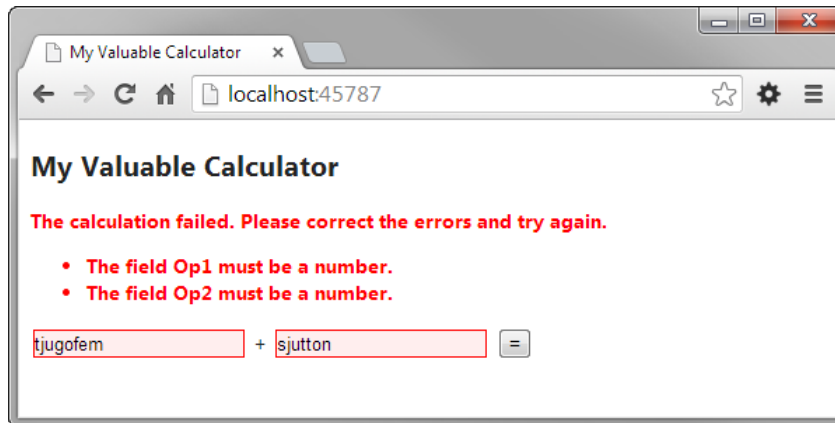 My Valuable Calculator
localhost:45787
My Valuable Calculator
The calculation failed. Please correct the errors and try again.
• The field Op1 must be a number.
• The field Op2 must be a number.
tjugofem + sjutton =